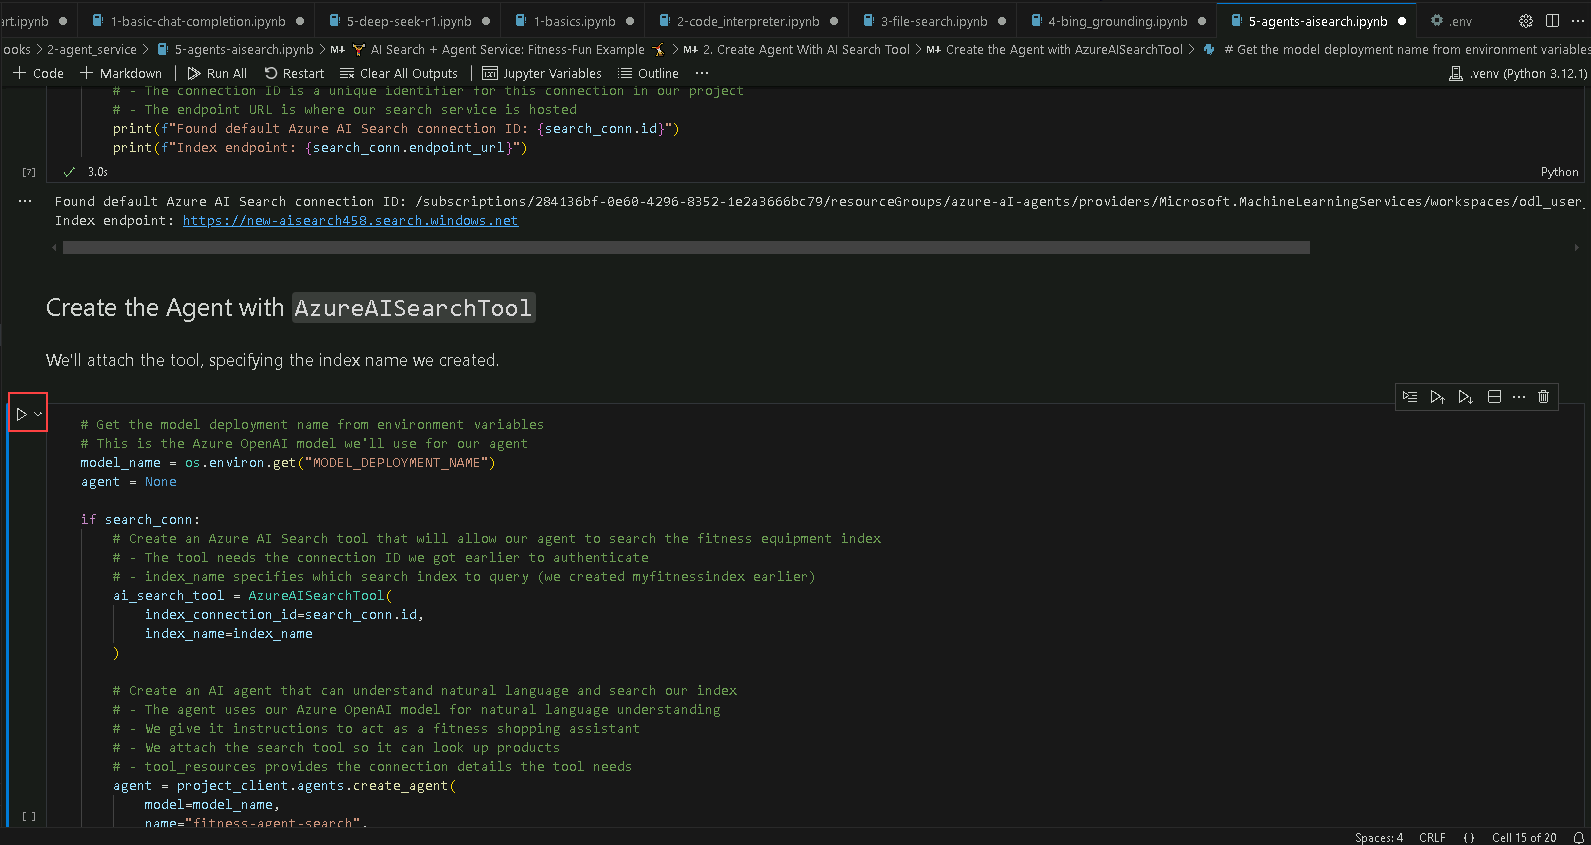 art.ipynb 1-basic-chat-completion.ipynb 5-deep-seek-r1.ipynb 1-basics.ipynb 2-code_interpreter.ipynb 3-file-search.ipynb 4-bing_grounding.ipynb 5-agents-aisearch.ipynb .env
ooks > 2-agent_service > 5-agents-aisearch.ipynb > M↓ AI Search + Agent Service: Fitness-Fun Example > M↓ 2. Create Agent With AI Search Tool > M↓ Create the Agent with AzureAISearchTool > # Get the model deployment name from environment variables
+ Code + Markdown Run All Restart Clear All Outputs Jupyter Variables Outline ... .venv (Python 3.12.1)
# - The connection ID is a unique identifier for this connection in our project
# - The endpoint URL is where our search service is hosted
print(f"Found default Azure AI Search connection ID: {search_conn.id}")
print(f"Index endpoint: {search_conn.endpoint_url}")
[7] 3.0s Python
... Found default Azure AI Search connection ID: /subscriptions/284136bf-0e60-4296-8352-1e2a3666bc79/resourceGroups/azure-aI-agents/providers/Microsoft.MachineLearningServices/workspaces/odl_user_
Index endpoint: https://new-aisearch458.search.windows.net
Create the Agent with AzureAISearchTool
We'll attach the tool, specifying the index name we created.
# Get the model deployment name from environment variables
# This is the Azure OpenAI model we'll use for our agent
model_name = os.environ.get("MODEL_DEPLOYMENT_NAME")
agent = None
if search_conn:
# Create an Azure AI Search tool that will allow our agent to search the fitness equipment index
# - The tool needs the connection ID we got earlier to authenticate
# - index_name specifies which search index to query (we created myfitnessindex earlier)
ai_search_tool = AzureAISearchTool(
index_connection_id=search_conn.id,
index_name=index_name
)
# Create an AI agent that can understand natural language and search our index
# - The agent uses our Azure OpenAI model for natural language understanding
# - We give it instructions to act as a fitness shopping assistant
# - We attach the search tool so it can look up products
# - tool_resources provides the connection details the tool needs
agent = project_client.agents.create_agent(
model=model_name,
[ ] name="fitness-agent-search",
Spaces: 4 CRLF {} Cell 15 of 20